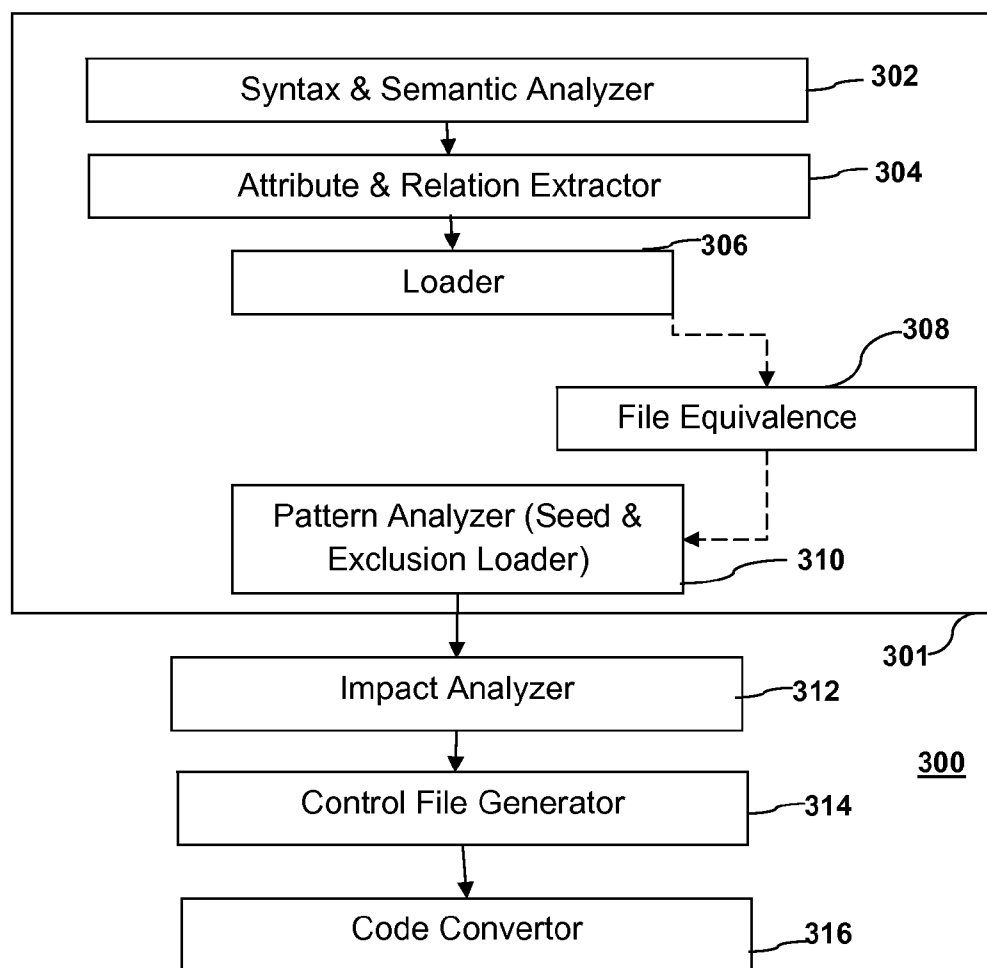 Syntax & Semantic Analyzer
302
Attribute & Relation Extractor
304
306
Loader
308
File Equivalence
Pattern Analyzer (Seed &
Exclusion Loader)
310
301
Impact Analyzer
312
300
Control File Generator
314
Code Convertor
316